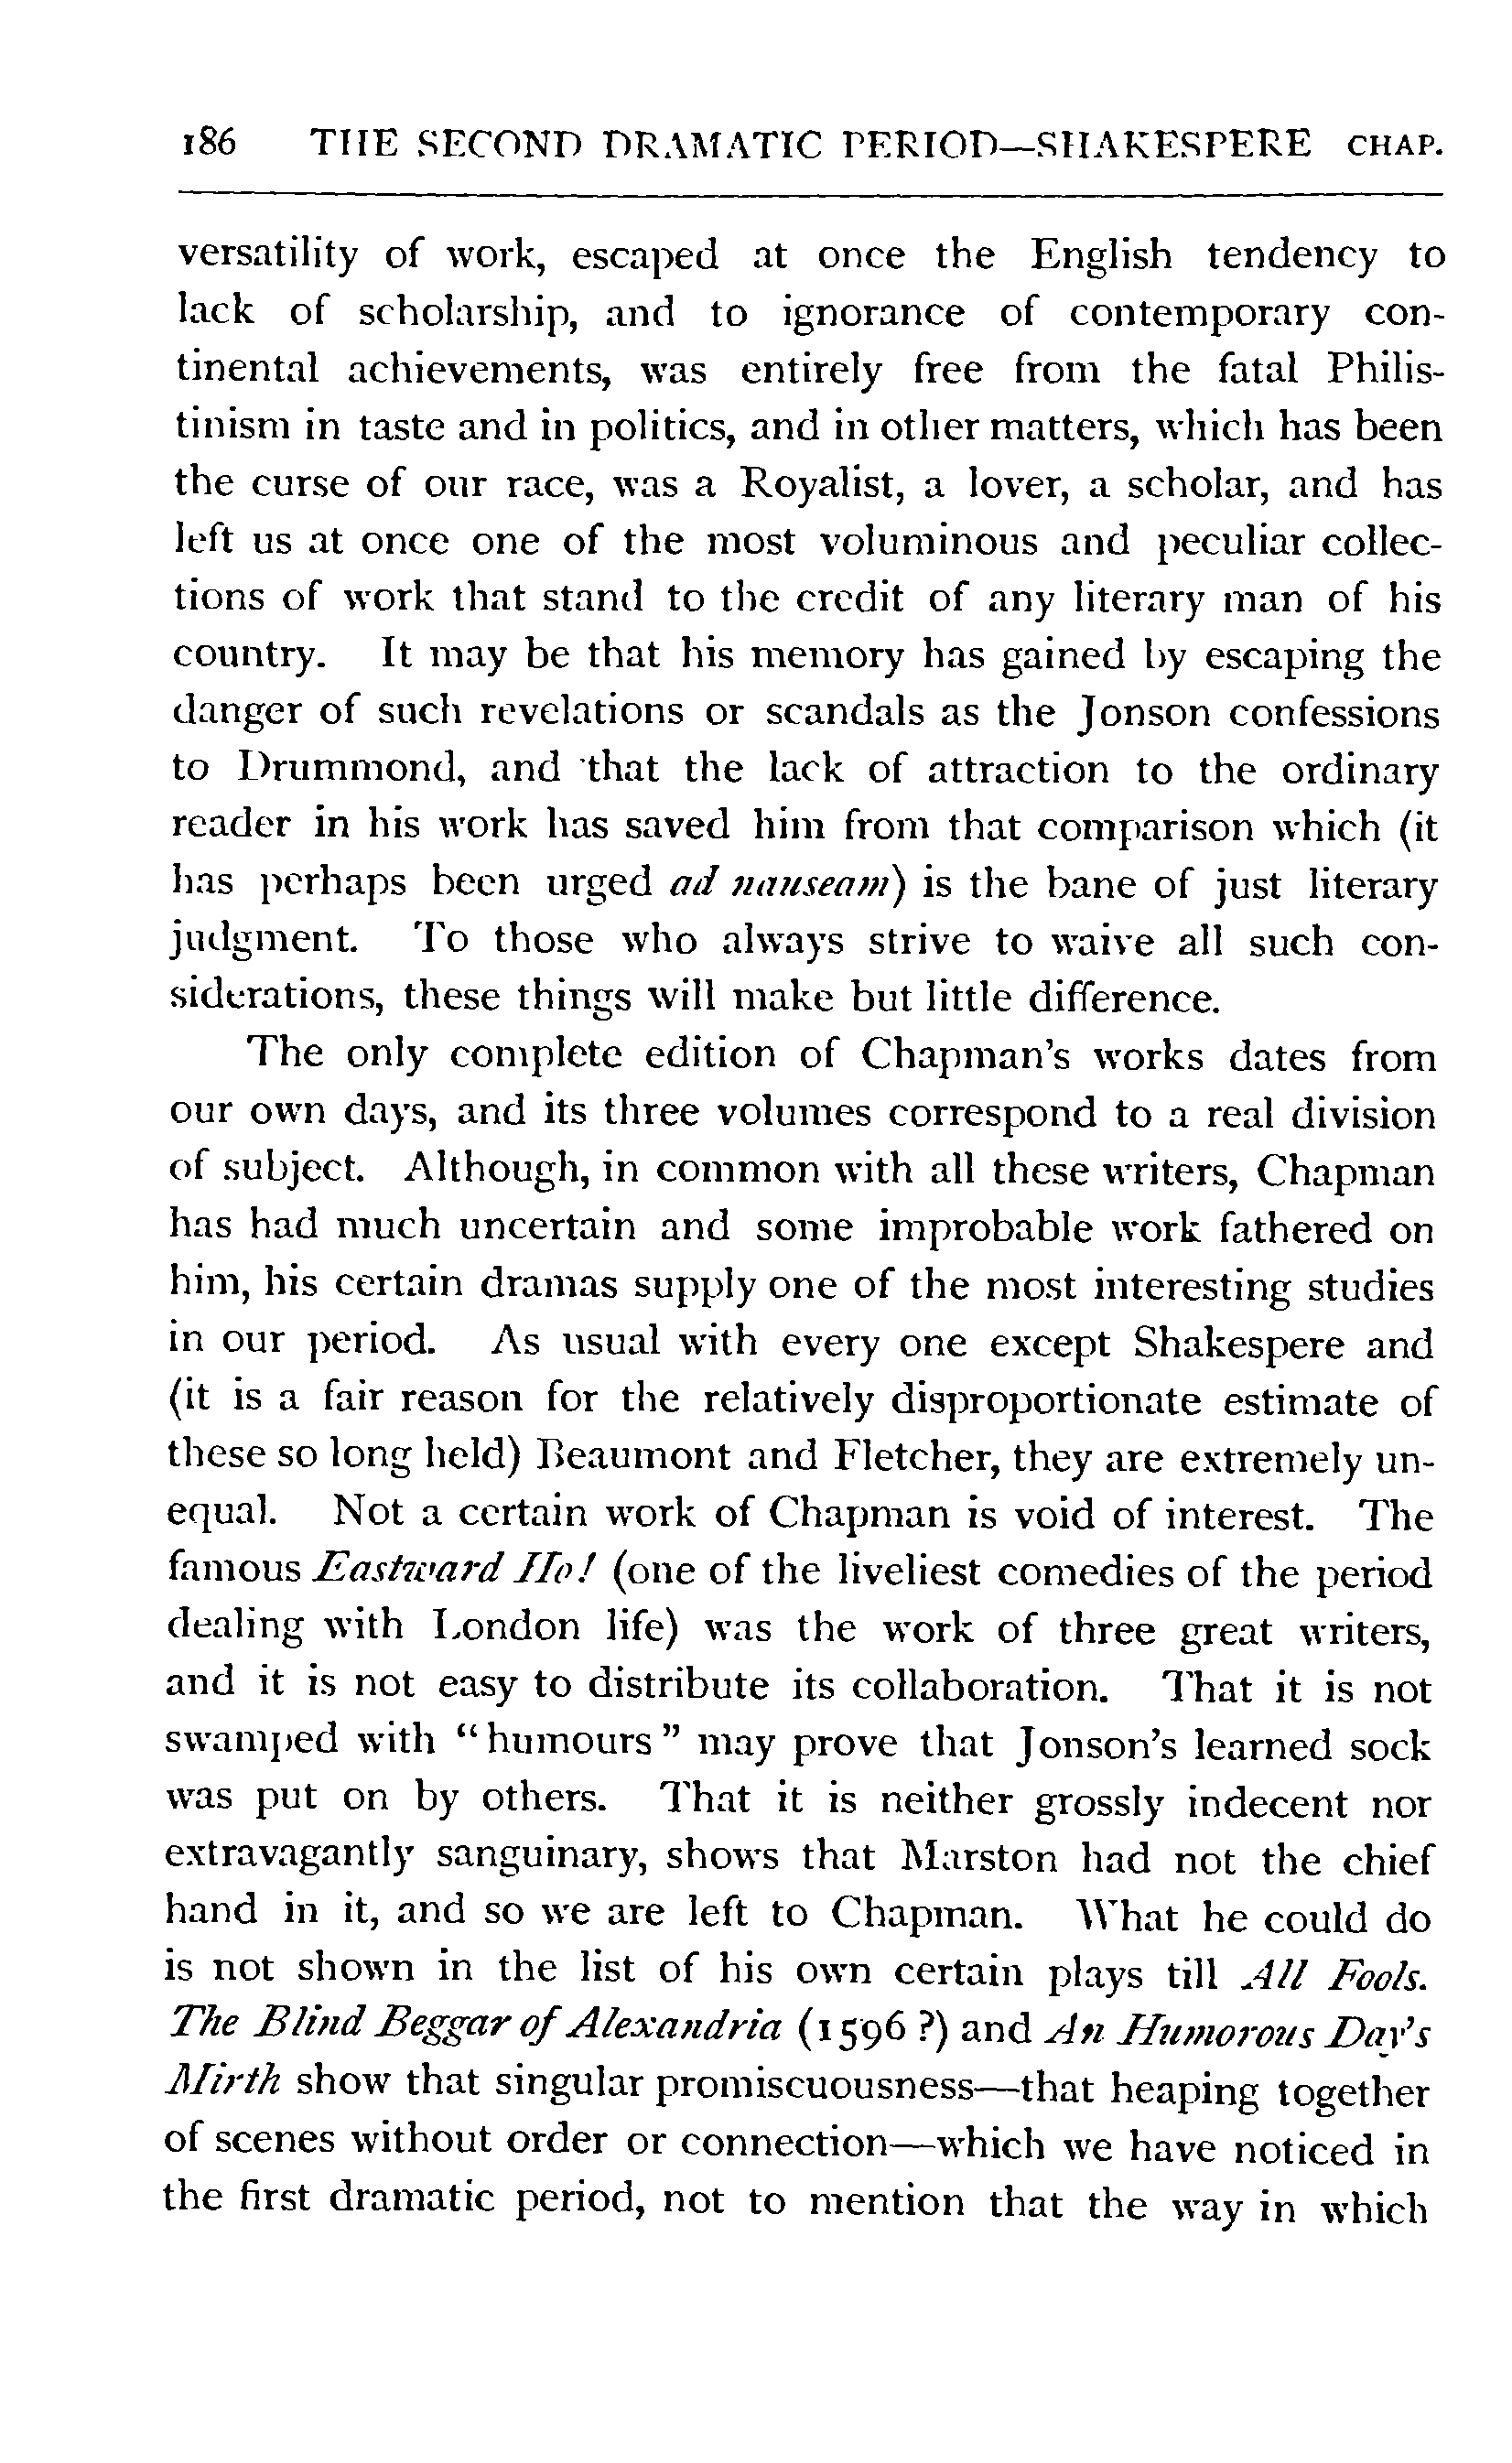 186 THE SECOND DRAMATIC PERIOD—SHAKESPERE CHAP.
versatility of work, escaped at once the English tendency to
lack of scholarship, and to ignorance of contemporary con-
tinental achievements, was entirely free from the fatal Philis-
tinism in taste and in politics, and in other matters, which has been
the curse of our race, was a Royalist, a lover, a scholar, and has
left us at once one of the most voluminous and peculiar collec-
tions of work that stand to the credit of any literary man of his
country. It may be that his memory has gained by escaping the
danger of such revelations or scandals as the Jonson confessions
to Drummond, and that the lack of attraction to the ordinary
reader in his work has saved him from that comparison which (it
has perhaps been urged ad nauseam) is the bane of just literary
judgment. To those who always strive to waive all such con-
siderations, these things will make but little difference.
The only complete edition of Chapman's works dates from
our own days, and its three volumes correspond to a real division
of subject. Although, in common with all these writers, Chapman
has had much uncertain and some improbable work fathered on
him, his certain dramas supply one of the most interesting studies
in our period. As usual with every one except Shakespere and
(it is a fair reason for the relatively disproportionate estimate of
these so long held) Beaumont and Fletcher, they are extremely un-
equal. Not a certain work of Chapman is void of interest. The
famous Eastward Ho! (one of the liveliest comedies of the period
dealing with London life) was the work of three great writers,
and it is not easy to distribute its collaboration. That it is not
swamped with "humours" may prove that Jonson's learned sock
was put on by others. That it is neither grossly indecent nor
extravagantly sanguinary, shows that Marston had not the chief
hand in it, and so we are left to Chapman. What he could do
is not shown in the list of his own certain plays till All Fools.
The Blind Beggar of Alexandria (1596 ?) and An Humorous Day's
Mirth show that singular promiscuousness—that heaping together
of scenes without order or connection—which we have noticed in
the first dramatic period, not to mention that the way in which